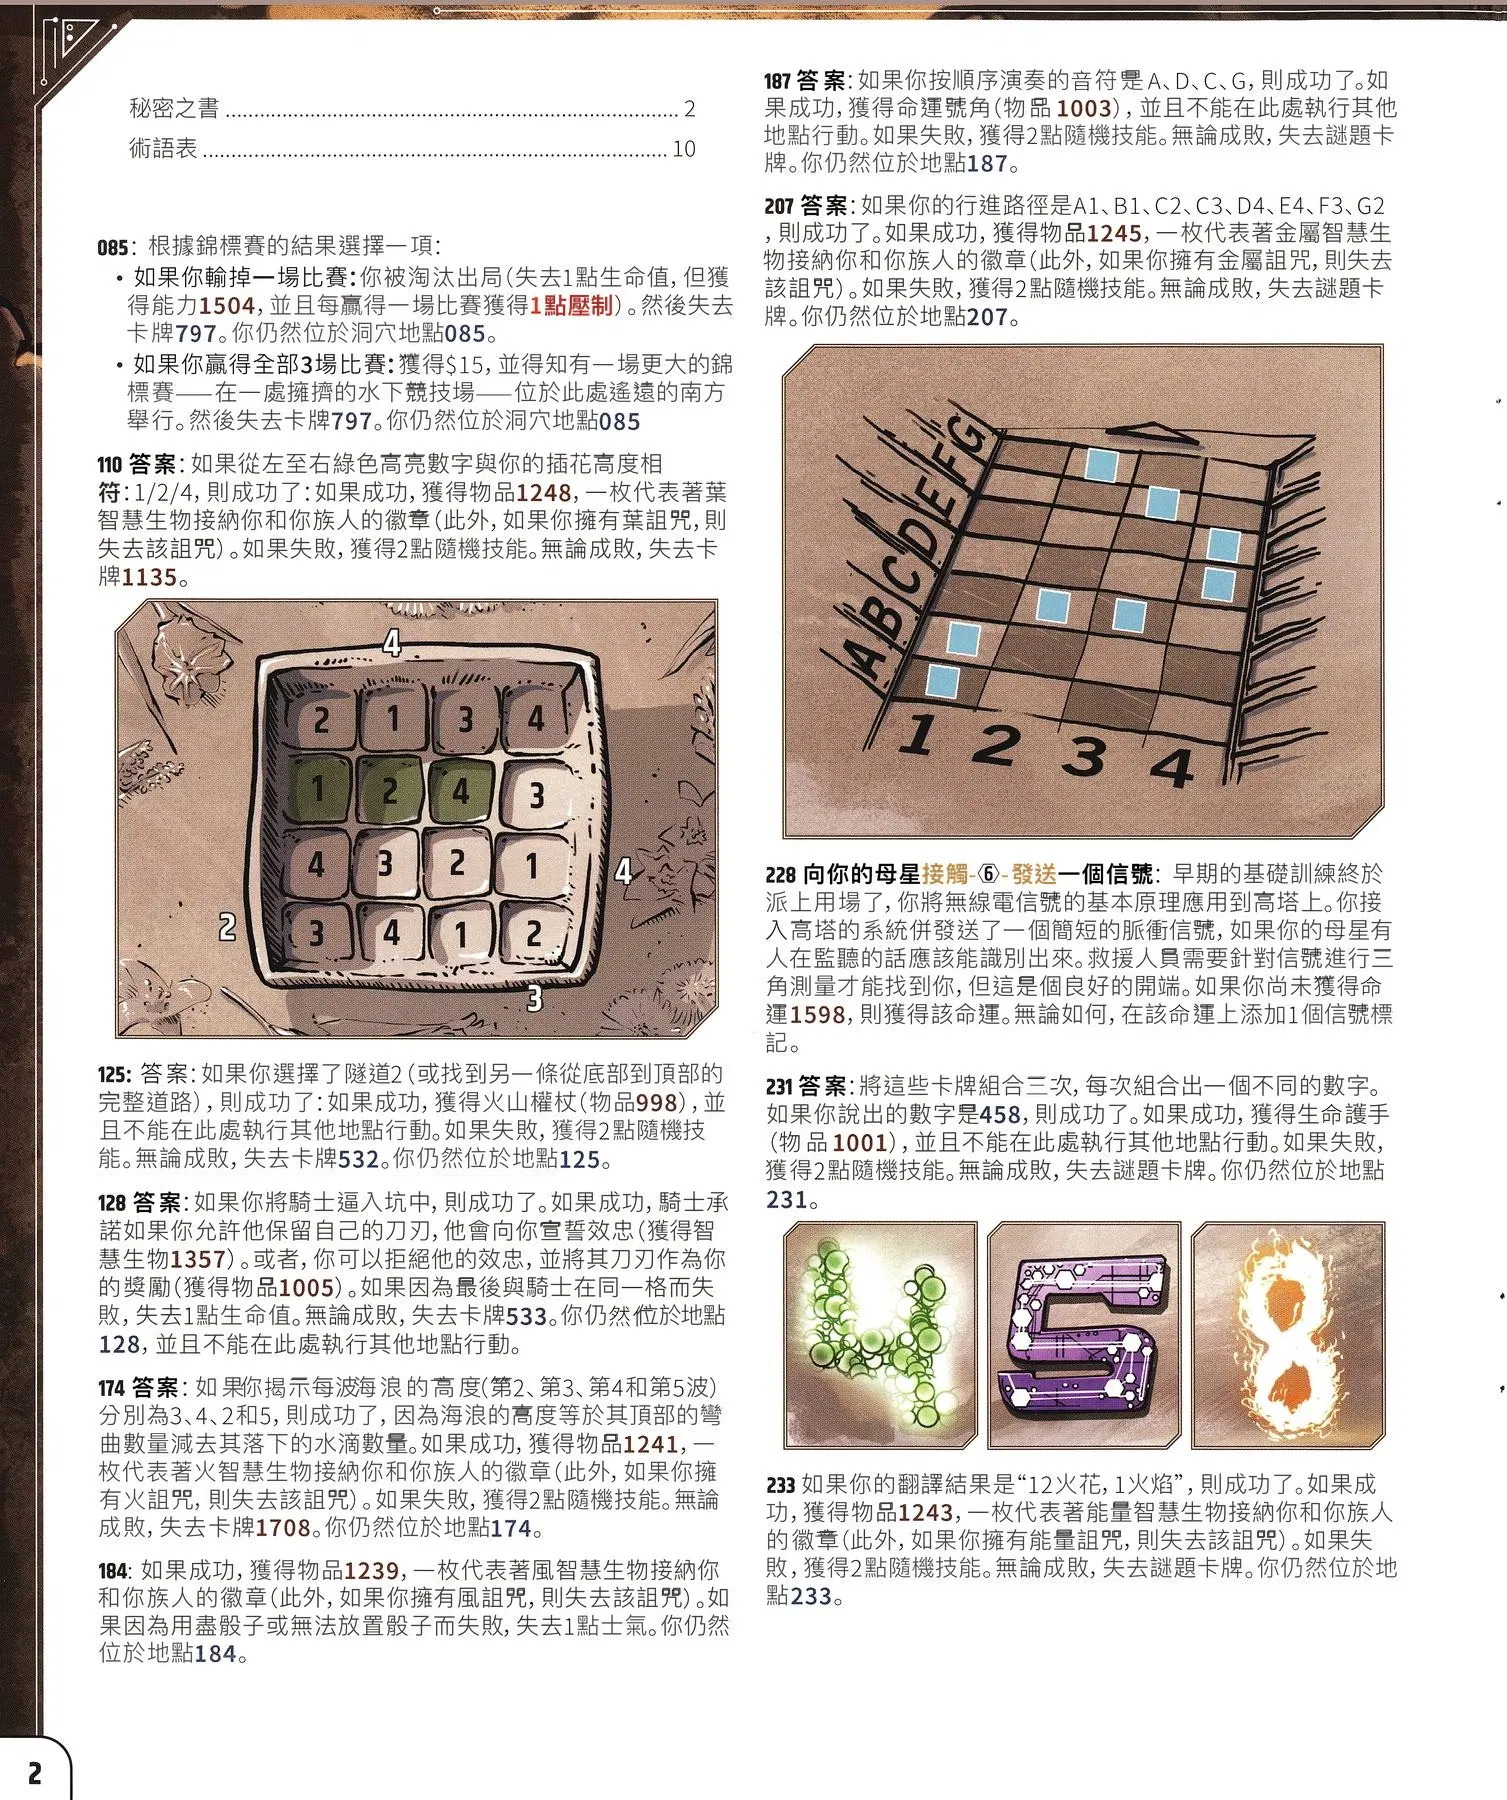 秘密之書 ........ 2
術語表 ........ 10
085：根據錦標賽的結果選擇一項：
• 如果你輸掉一場比賽：你被淘汰出局（失去1點生命值，但獲
得能力1504，並且每贏得一場比賽獲得1點壓制）。然後失去
卡牌797。你仍然位於洞穴地點085。
• 如果你贏得全部3場比賽：獲得$15，並得知有一場更大的錦
標賽——在一處擁擠的水下競技場——位於此處遙遠的南方
舉行。然後失去卡牌797。你仍然位於洞穴地點085
110 答案：如果從左至右綠色高亮數字與你的插花高度相
符：1/2/4，則成功了：如果成功，獲得物品1248，一枚代表著葉
智慧生物接納你和你族人的徽章（此外，如果你擁有葉詛咒，則
失去該詛咒）。如果失敗，獲得2點隨機技能。無論成敗，失去卡
牌1135。
4
2 1 3 4
1 2 4 3
4 3 2 1
4
3 4 1 2
2
3
125: 答案：如果你選擇了隧道2（或找到另一條從底部到頂部的
完整道路），則成功了：如果成功，獲得火山權杖（物品998），並
且不能在此處執行其他地點行動。如果失敗，獲得2點隨機技
能。無論成敗，失去卡牌532。你仍然位於地點125。
128 答案：如果你將騎士逼入坑中，則成功了。如果成功，騎士承
諾如果你允許他保留自己的刀刃，他會向你宣誓效忠（獲得智
慧生物1357）。或者，你可以拒絕他的效忠，並將其刀刃作為你
的獎勵（獲得物品1005）。如果因為最後與騎士在同一格而失
敗，失去1點生命值。無論成敗，失去卡牌533。你仍然位於地點
128，並且不能在此處執行其他地點行動。
174 答案：如果你揭示每波海浪的高度（第2、第3、第4和第5波）
分別為3、4、2和5，則成功了，因為海浪的高度等於其頂部的彎
曲數量減去其落下的水滴數量。如果成功，獲得物品1241，一
枚代表著火智慧生物接納你和你族人的徽章（此外，如果你擁
有火詛咒，則失去該詛咒）。如果失敗，獲得2點隨機技能。無論
成敗，失去卡牌1708。你仍然位於地點174。
184: 如果成功，獲得物品1239，一枚代表著風智慧生物接納你
和你族人的徽章（此外，如果你擁有風詛咒，則失去該詛咒）。如
果因為用盡骰子或無法放置骰子而失敗，失去1點士氣。你仍然
位於地點184。
2
187 答案：如果你按順序演奏的音符是A、D、C、G，則成功了。如
果成功，獲得命運號角（物品1003），並且不能在此處執行其他
地點行動。如果失敗，獲得2點隨機技能。無論成敗，失去謎題卡
牌。你仍然位於地點187。
207 答案：如果你的行進路徑是A1、B1、C2、C3、D4、E4、F3、G2
，則成功了。如果成功，獲得物品1245，一枚代表著金屬智慧生
物接納你和你族人的徽章（此外，如果你擁有金屬詛咒，則失去
該詛咒）。如果失敗，獲得2點隨機技能。無論成敗，失去謎題卡
牌。你仍然位於地點207。
G
F
E
D
C
B
A
1 2 3 4
228 向你的母星接觸-⑥-發送一個信號：早期的基礎訓練終於
派上用場了，你將無線電信號的基本原理應用到高塔上。你接
入高塔的系統併發送了一個簡短的脈衝信號，如果你的母星有
人在監聽的話應該能識別出來。救援人員需要針對信號進行三
角測量才能找到你，但這是個良好的開端。如果你尚未獲得命
運1598，則獲得該命運。無論如何，在該命運上添加1個信號標
記。
231 答案：將這些卡牌組合三次，每次組合出一個不同的數字。
如果你說出的數字是458，則成功了。如果成功，獲得生命護手
（物品1001），並且不能在此處執行其他地點行動。如果失敗，
獲得2點隨機技能。無論成敗，失去謎題卡牌。你仍然位於地點
231。
4 5 8
233 如果你的翻譯結果是“12火花，1火焰”，則成功了。如果成
功，獲得物品1243，一枚代表著能量智慧生物接納你和你族人
的徽章（此外，如果你擁有能量詛咒，則失去該詛咒）。如果失
敗，獲得2點隨機技能。無論成敗，失去謎題卡牌。你仍然位於地
點233。